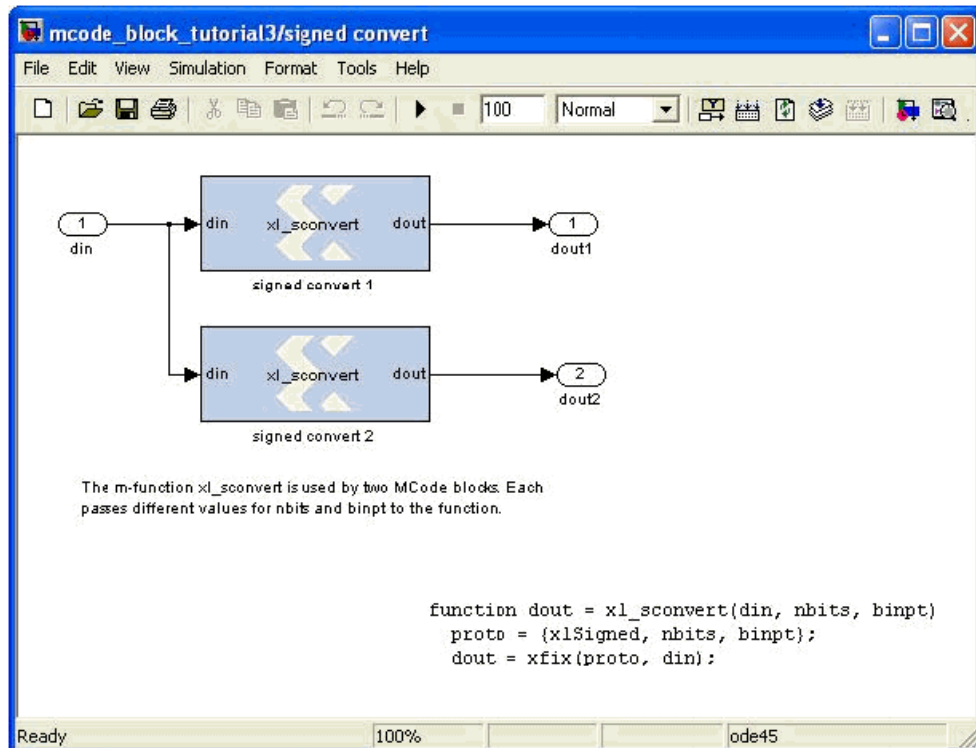 mcode_block_tutorial3/signed convert
File Edit View Simulation Format Tools Help
100 Normal
1 din xl_sconvert dout 1
din dout1
signed convert 1
din xl_sconvert dout 2
dout2
signed convert 2
The m-function xl_sconvert is used by two MCode blocks. Each
passes different values for nbits and binpt to the function.
function dout = xl_sconvert(din, nbits, binpt)
proto = {xlSigned, nbits, binpt};
dout = xfix(proto, din);
Ready 100% ode45